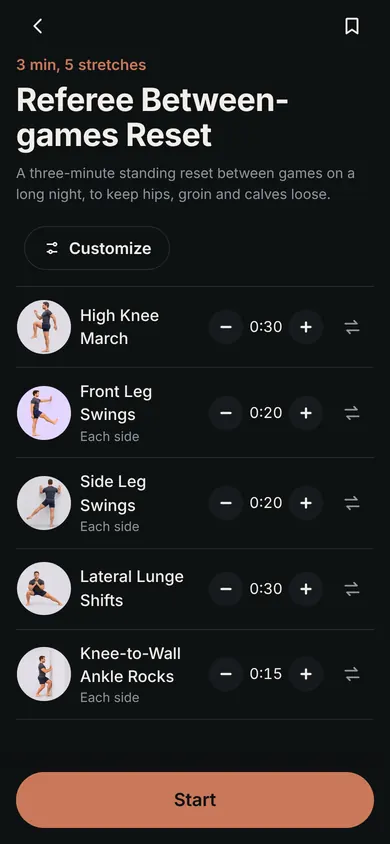 3 min, 5 stretches
Referee Between-
games Reset
A three-minute standing reset between games on a
long night, to keep hips, groin and calves loose.
Customize
High Knee
March
0:30
Front Leg
Swings
Each side
0:20
Side Leg
Swings
Each side
0:20
Lateral Lunge
Shifts
0:30
Knee-to-Wall
Ankle Rocks
Each side
0:15
Start